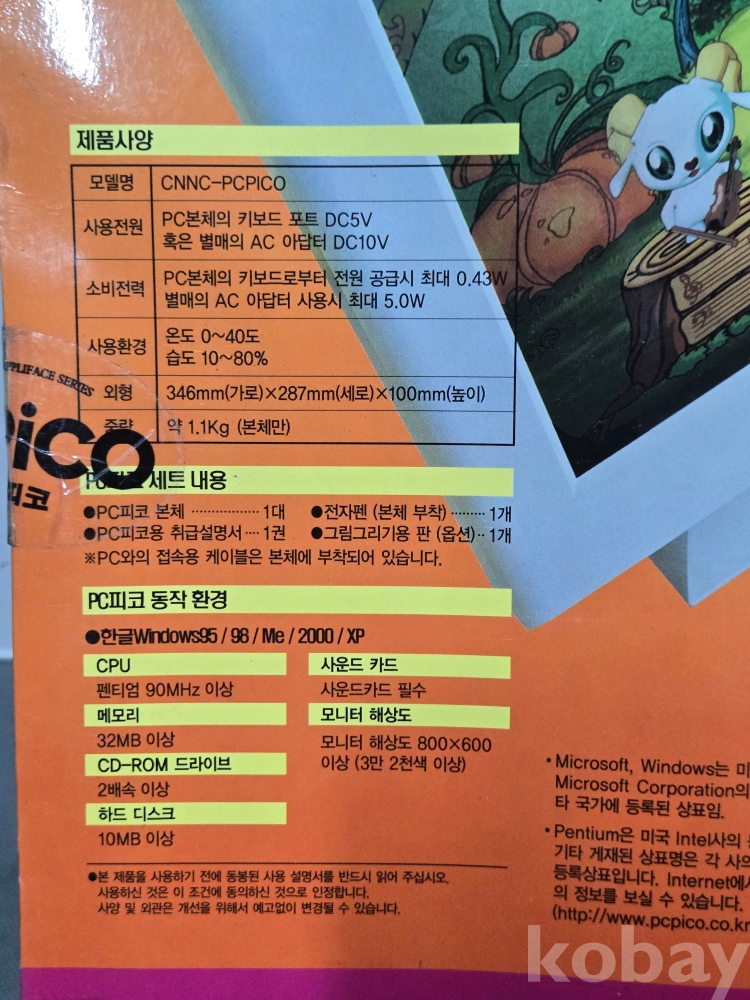 제품사양
모델명 CNNC-PCPICO
사용전원 PC본체의 키보드 포트 DC5V
혹은 별매의 AC 아답터 DC10V
소비전력 PC본체의 키보드로부터 전원 공급시 최대 0.43W
별매의 AC 아답터 사용시 최대 5.0W
사용환경 온도 0~40도
습도 10~80%
외형 346mm(가로)×287mm(세로)×100mm(높이)
중량 약 1.1Kg (본체만)
SERIES
PiCO
피코
세트 내용
●PC피코 본체 ················· 1대 ●전자펜 (본체 부착) ········· 1개
●PC피코용 취급설명서 ···· 1권 ●그림그리기용 판 (옵션) ·· 1개
※PC와의 접속용 케이블은 본체에 부착되어 있습니다.
PC피코 동작 환경
●한글Windows95 / 98 / Me / 2000 / XP
CPU
펜티엄 90MHz 이상
메모리
32MB 이상
CD-ROM 드라이브
2배속 이상
하드 디스크
10MB 이상
사운드 카드
사운드카드 필수
모니터 해상도
모니터 해상도 800×600
이상 (3만 2천색 이상)
●본 제품을 사용하기 전에 동봉된 사용 설명서를 반드시 읽어 주십시오.
사용하신 것은 이 조건에 동의하신 것으로 인정합니다.
사양 및 외관은 개선을 위해서 예고없이 변경될 수 있습니다.
•Microsoft, Windows는 미
Microsoft Corporation의
타 국가에 등록된 상표임.
•Pentium은 미국 Intel사의
기타 게재된 상표명은 각 사의
등록상표입니다. Internet에
의 정보를 보실 수 있습니다.
(http://www.pcpico.co.kr
kobay